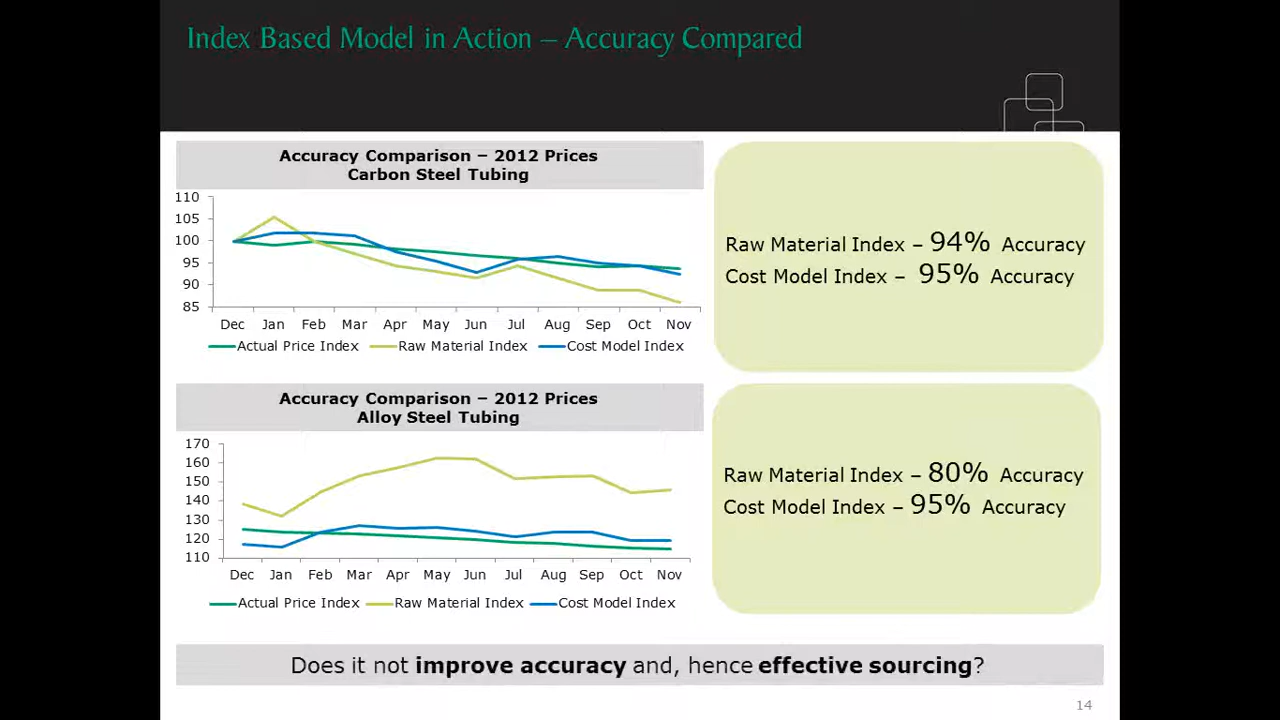 Index Based Model in Action – Accuracy Compared
Accuracy Comparison – 2012 Prices
Carbon Steel Tubing
110
105
100
95
90
85
Dec Jan Feb Mar Apr May Jun Jul Aug Sep Oct Nov
Actual Price Index Raw Material Index Cost Model Index
Raw Material Index – 94% Accuracy
Cost Model Index – 95% Accuracy
Accuracy Comparison – 2012 Prices
Alloy Steel Tubing
170
160
150
140
130
120
110
Dec Jan Feb Mar Apr May Jun Jul Aug Sep Oct Nov
Actual Price Index Raw Material Index Cost Model Index
Raw Material Index – 80% Accuracy
Cost Model Index – 95% Accuracy
Does it not improve accuracy and, hence effective sourcing?
14